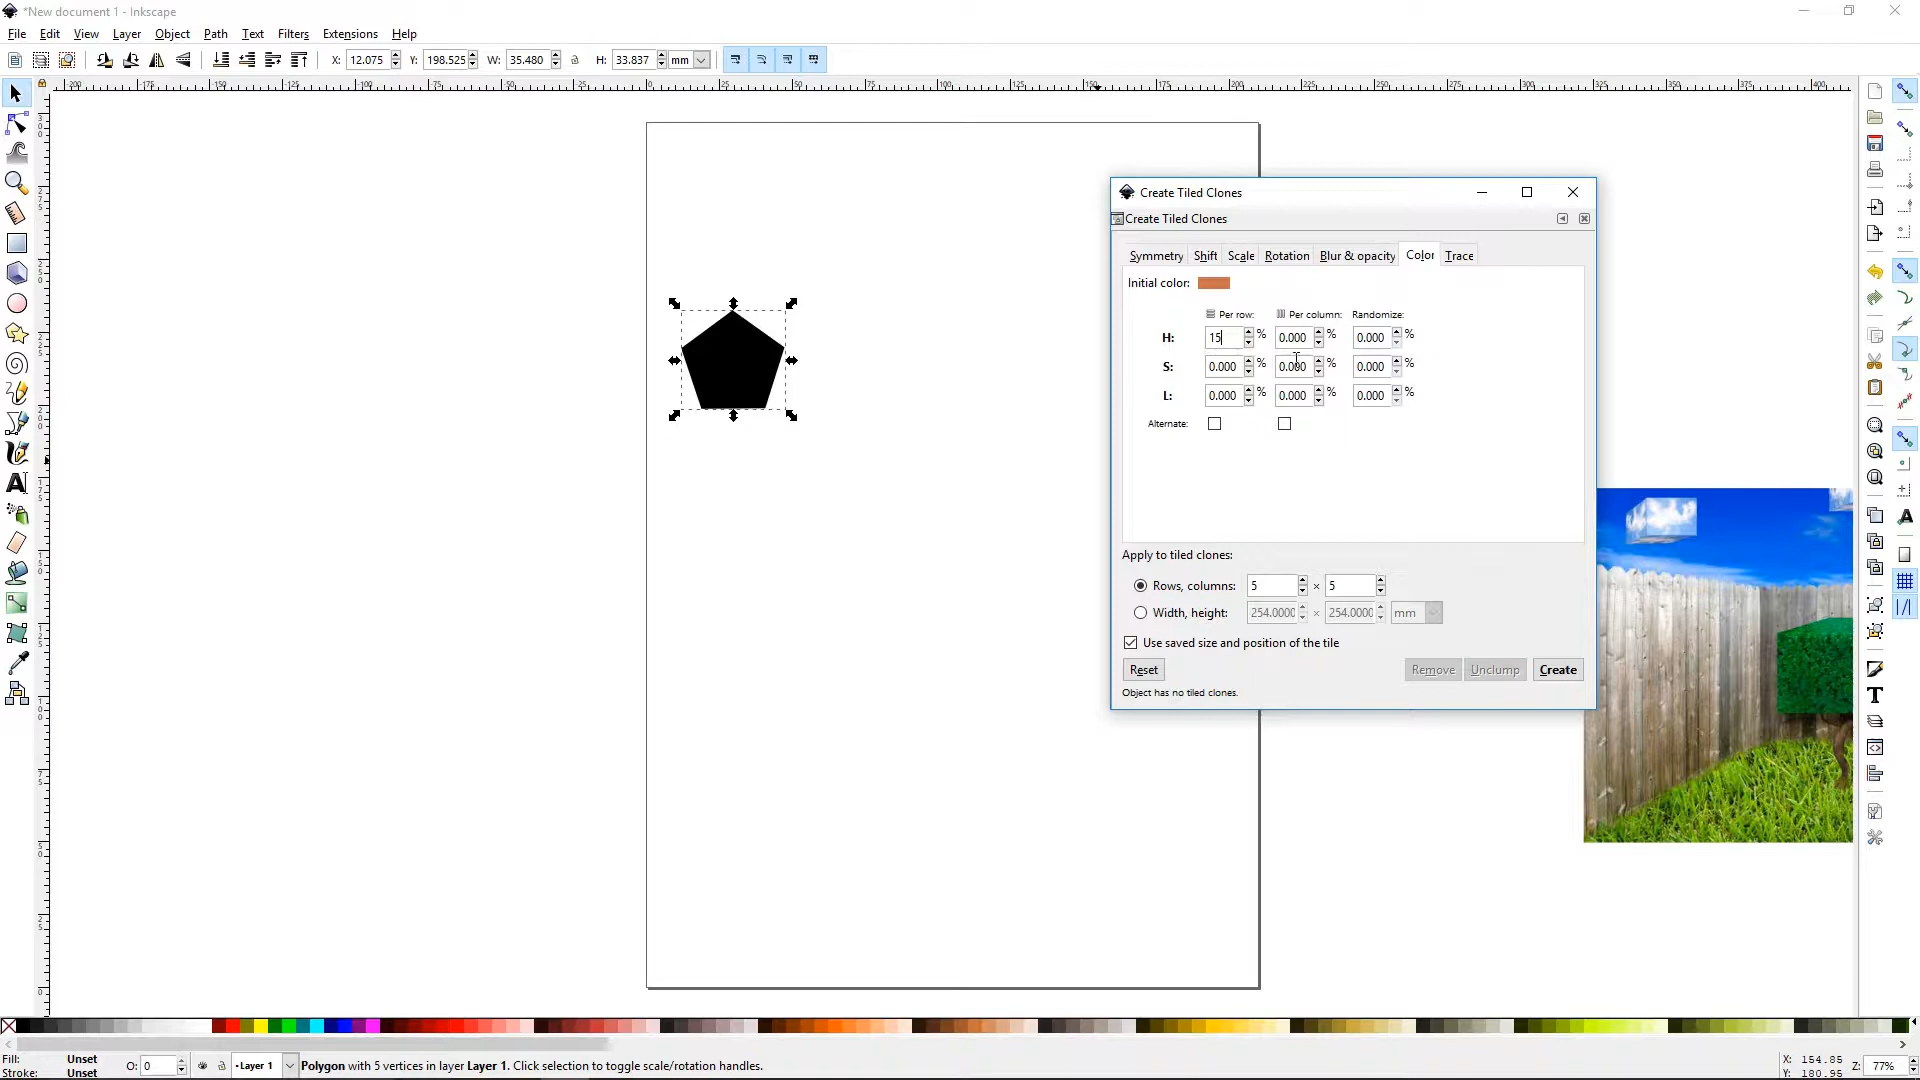 *New document 1 - Inkscape
File Edit View Layer Object Path Text Filters Extensions Help
X: 12.075 Y: 198.525 W: 35.480 H: 33.837 mm
Create Tiled Clones
Create Tiled Clones
Symmetry Shift Scale Rotation Blur & opacity Color Trace
Initial color:
Per row: Per column: Randomize:
H: 15 % 0.000 % 0.000 %
S: 0.000 % 0.000 % 0.000 %
L: 0.000 % 0.000 % 0.000 %
Alternate:
Apply to tiled clones:
Rows, columns: 5 × 5
Width, height: 254.0000 × 254.0000 mm
Use saved size and position of the tile
Reset Remove Unclump Create
Object has no tiled clones.
Fill: Unset
Stroke: Unset
O: 0
•Layer 1
Polygon with 5 vertices in layer Layer 1. Click selection to toggle scale/rotation handles.
X: 154.85
Y: 180.95
Z: 77%